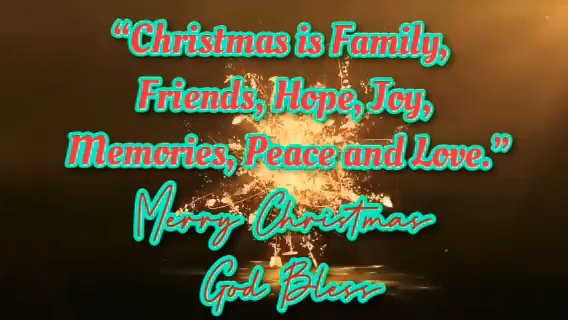 “Christmas is Family,
Friends, Hope, Joy,
Memories, Peace and Love.”
Merry Christmas
God Bless